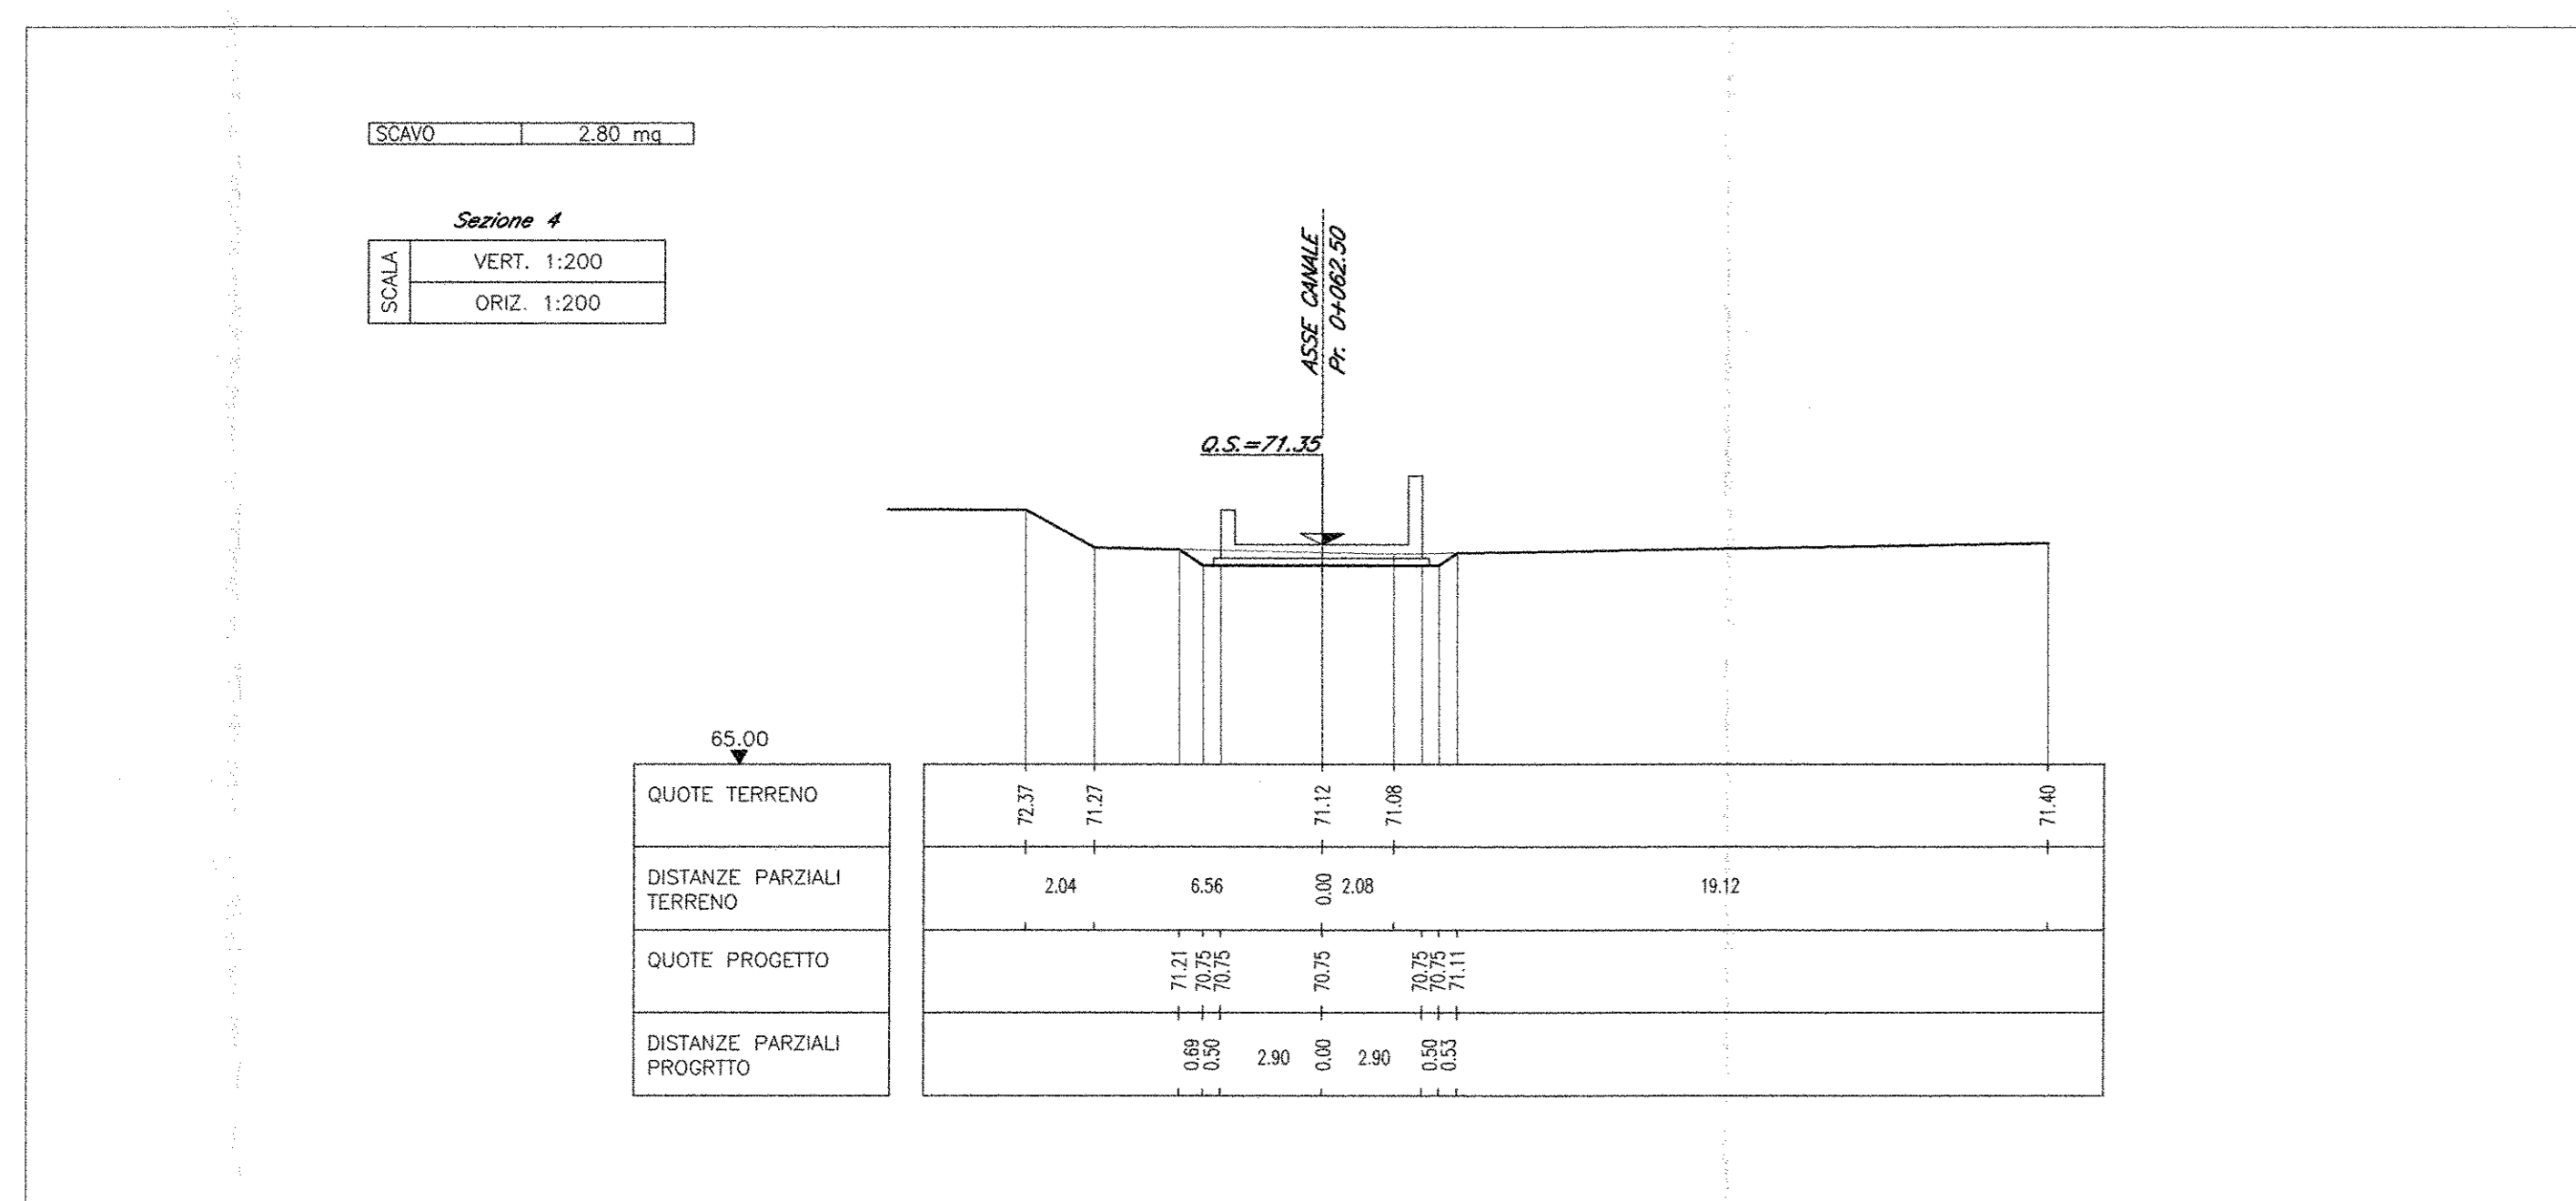 SCAVO 2.80 mq
Sezione 4
SCALA
VERT. 1:200
ORIZ. 1:200
ASSE CANALE
Pr. 0+062.50
Q.S.=71.35
65.00
QUOTE TERRENO 72.37 71.27 71.12 71.08 71.40
DISTANZE PARZIALI
TERRENO
2.04 6.56 0.00 2.08 19.12
QUOTE PROGETTO 71.21 70.75 70.75 70.75 70.75 70.75 71.11
DISTANZE PARZIALI
PROGRTTO
0.69 0.50 2.90 0.00 2.90 0.50 0.53